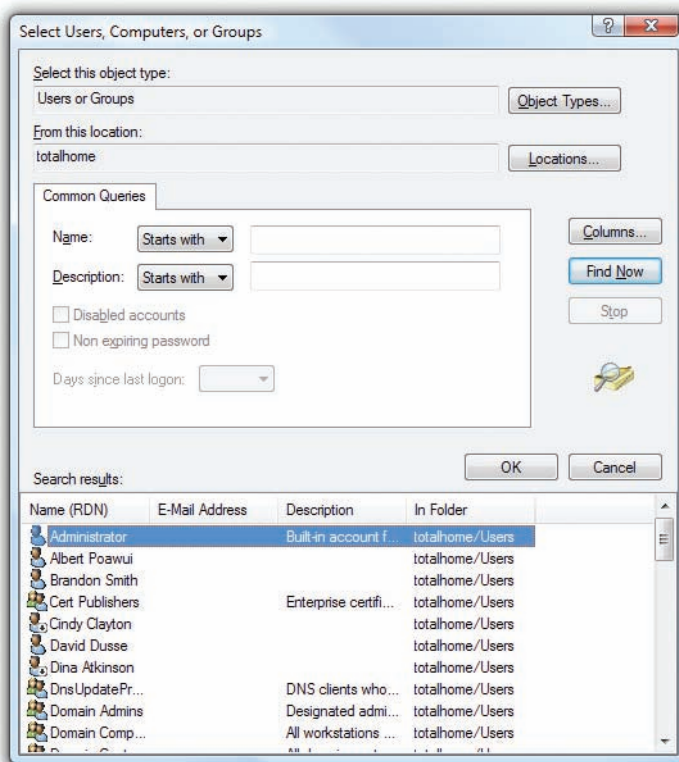 Select Users, Computers, or Groups
Select this object type:
Users or Groups
Object Types...
From this location:
totalhome
Locations...
Common Queries
Name: Starts with
Description: Starts with
Columns...
Find Now
Stop
Disabled accounts
Non expiring password
Days since last logon:
OK Cancel
Search results:
Name (RDN) E-Mail Address Description In Folder
Administrator Built-in account f... totalhome/Users
Albert Poawui totalhome/Users
Brandon Smith totalhome/Users
Cert Publishers Enterprise certifi... totalhome/Users
Cindy Clayton totalhome/Users
David Dusse totalhome/Users
Dina Atkinson totalhome/Users
DnsUpdatePr... DNS clients who... totalhome/Users
Domain Admins Designated admi... totalhome/Users
Domain Comp... All workstations ... totalhome/Users